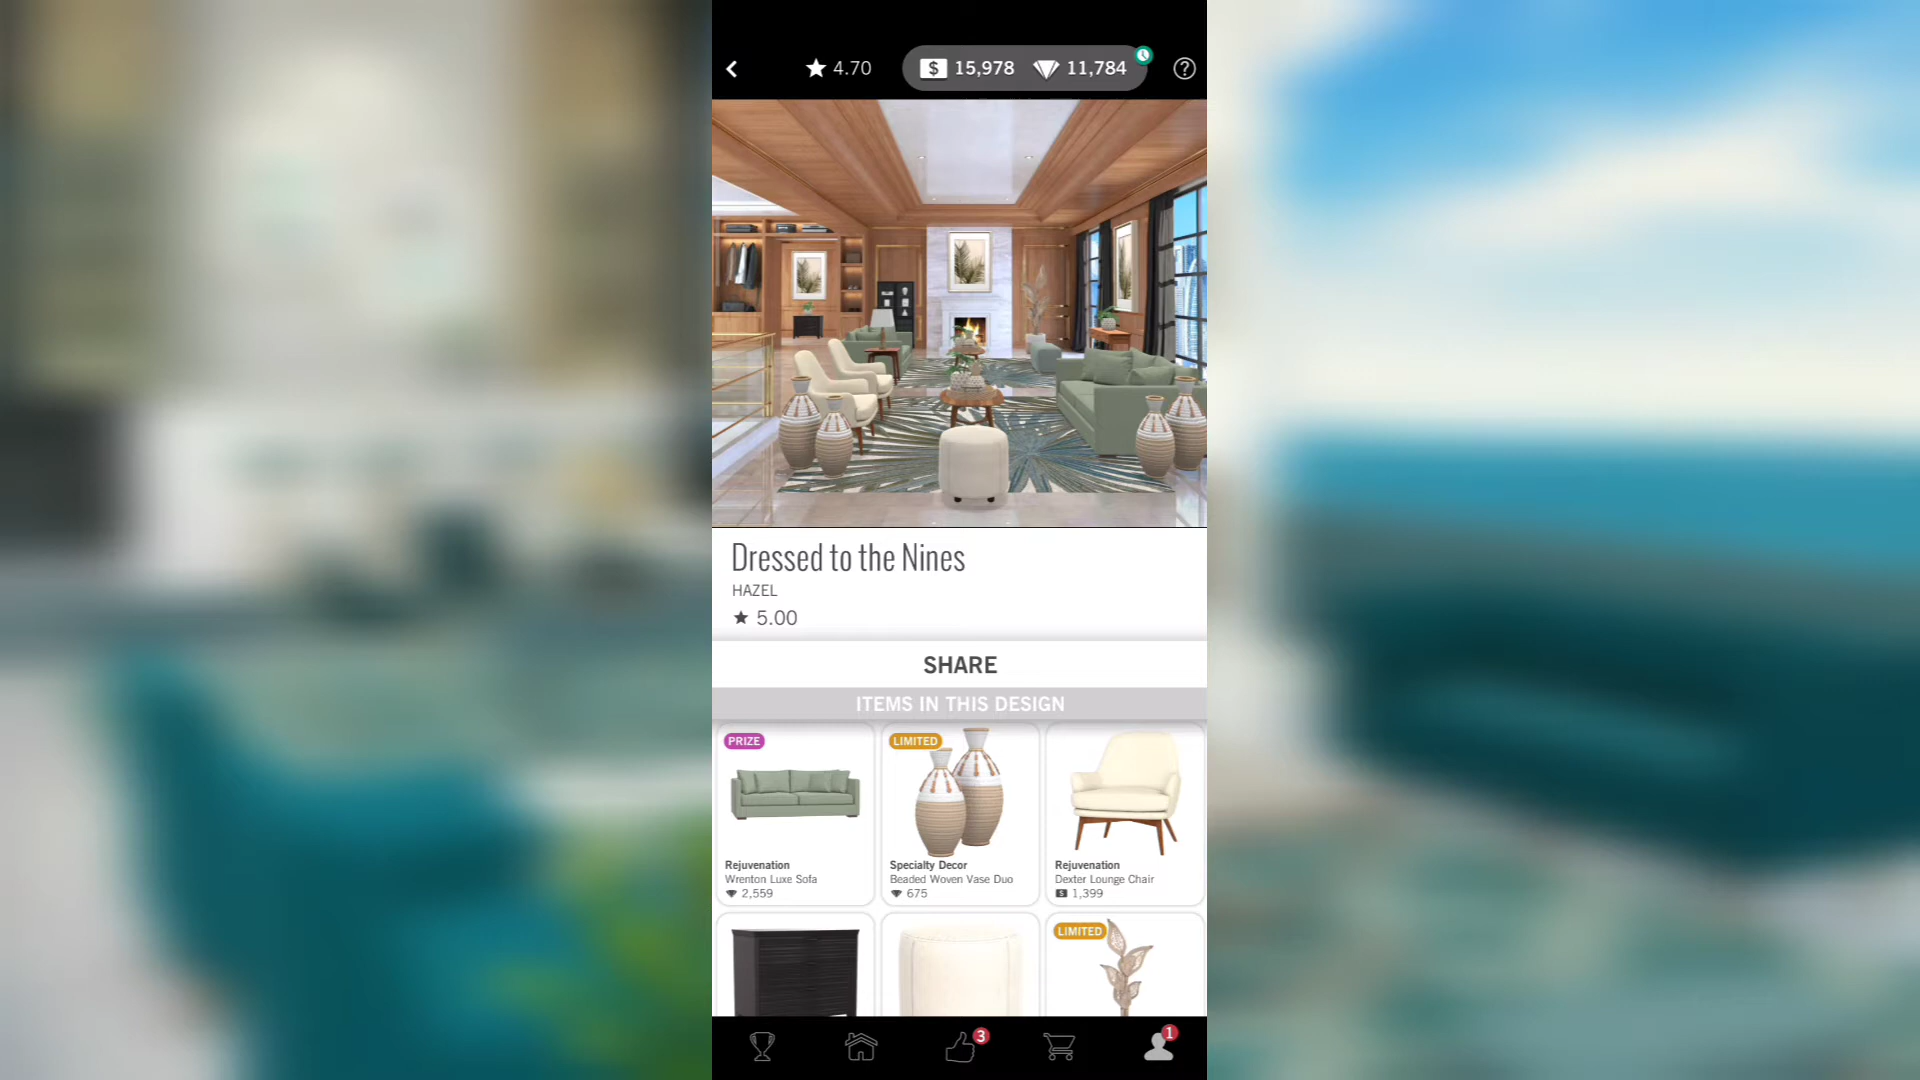 4.70
$ 15,978
11,784
?
Dressed to the Nines
HAZEL
★ 5.00
SHARE
ITEMS IN THIS DESIGN
PRIZE
Rejuvenation
Wrenton Luxe Sofa
2,559
LIMITED
Specialty Decor
Beaded Woven Vase Duo
675
Rejuvenation
Dexter Lounge Chair
$ 1,399
LIMITED
3
1